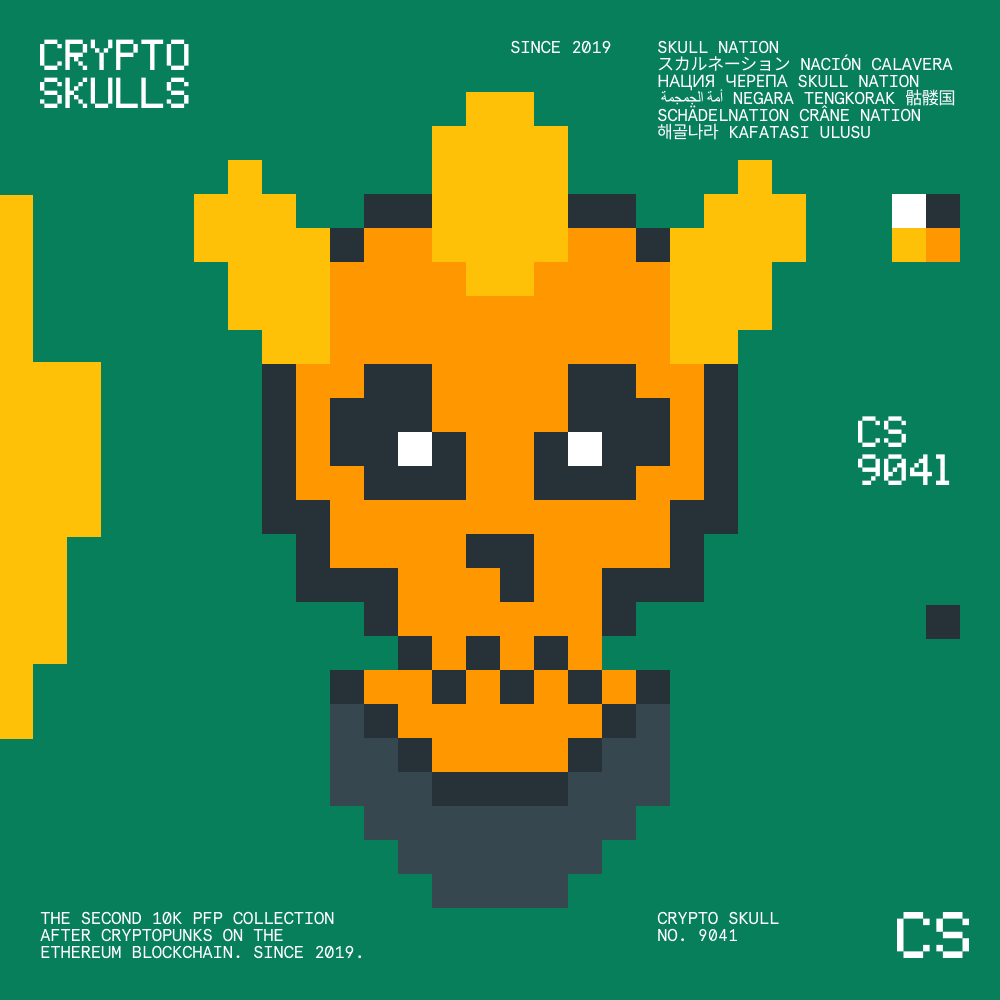 CRYPTO
SKULLS
SINCE 2019
SKULL NATION
スカルネーション NACIÓN CALAVERA
НАЦИЯ ЧЕРЕПА SKULL NATION
أمة الجمجمة NEGARA TENGKORAK 骷髅国
SCHÄDELNATION CRÂNE NATION
해골나라 KAFATASI ULUSU
CS
9041
THE SECOND 10K PFP COLLECTION
AFTER CRYPTOPUNKS ON THE
ETHEREUM BLOCKCHAIN. SINCE 2019.
CRYPTO SKULL
NO. 9041
CS